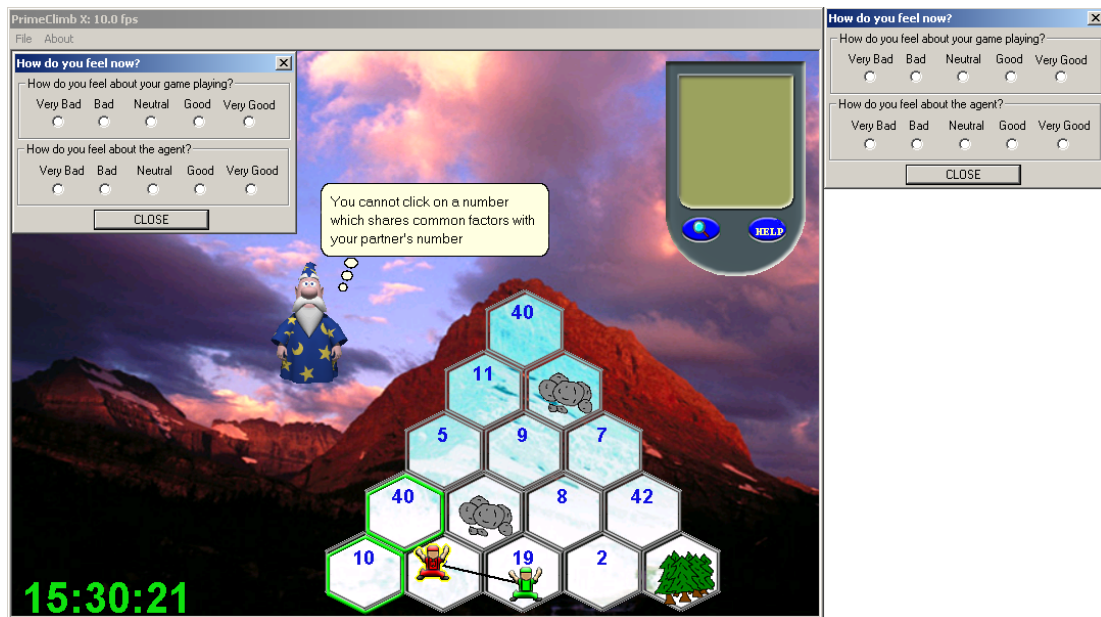 PrimeClimb X: 10.0 fps
File About
How do you feel now?
How do you feel about your game playing?
Very Bad Bad Neutral Good Very Good
How do you feel about the agent?
Very Bad Bad Neutral Good Very Good
CLOSE
You cannot click on a number
which shares common factors with
your partner's number
HELP
40
11
5 9 7
40 8 42
10 19 2
15:30:21
How do you feel now?
How do you feel about your game playing?
Very Bad Bad Neutral Good Very Good
How do you feel about the agent?
Very Bad Bad Neutral Good Very Good
CLOSE